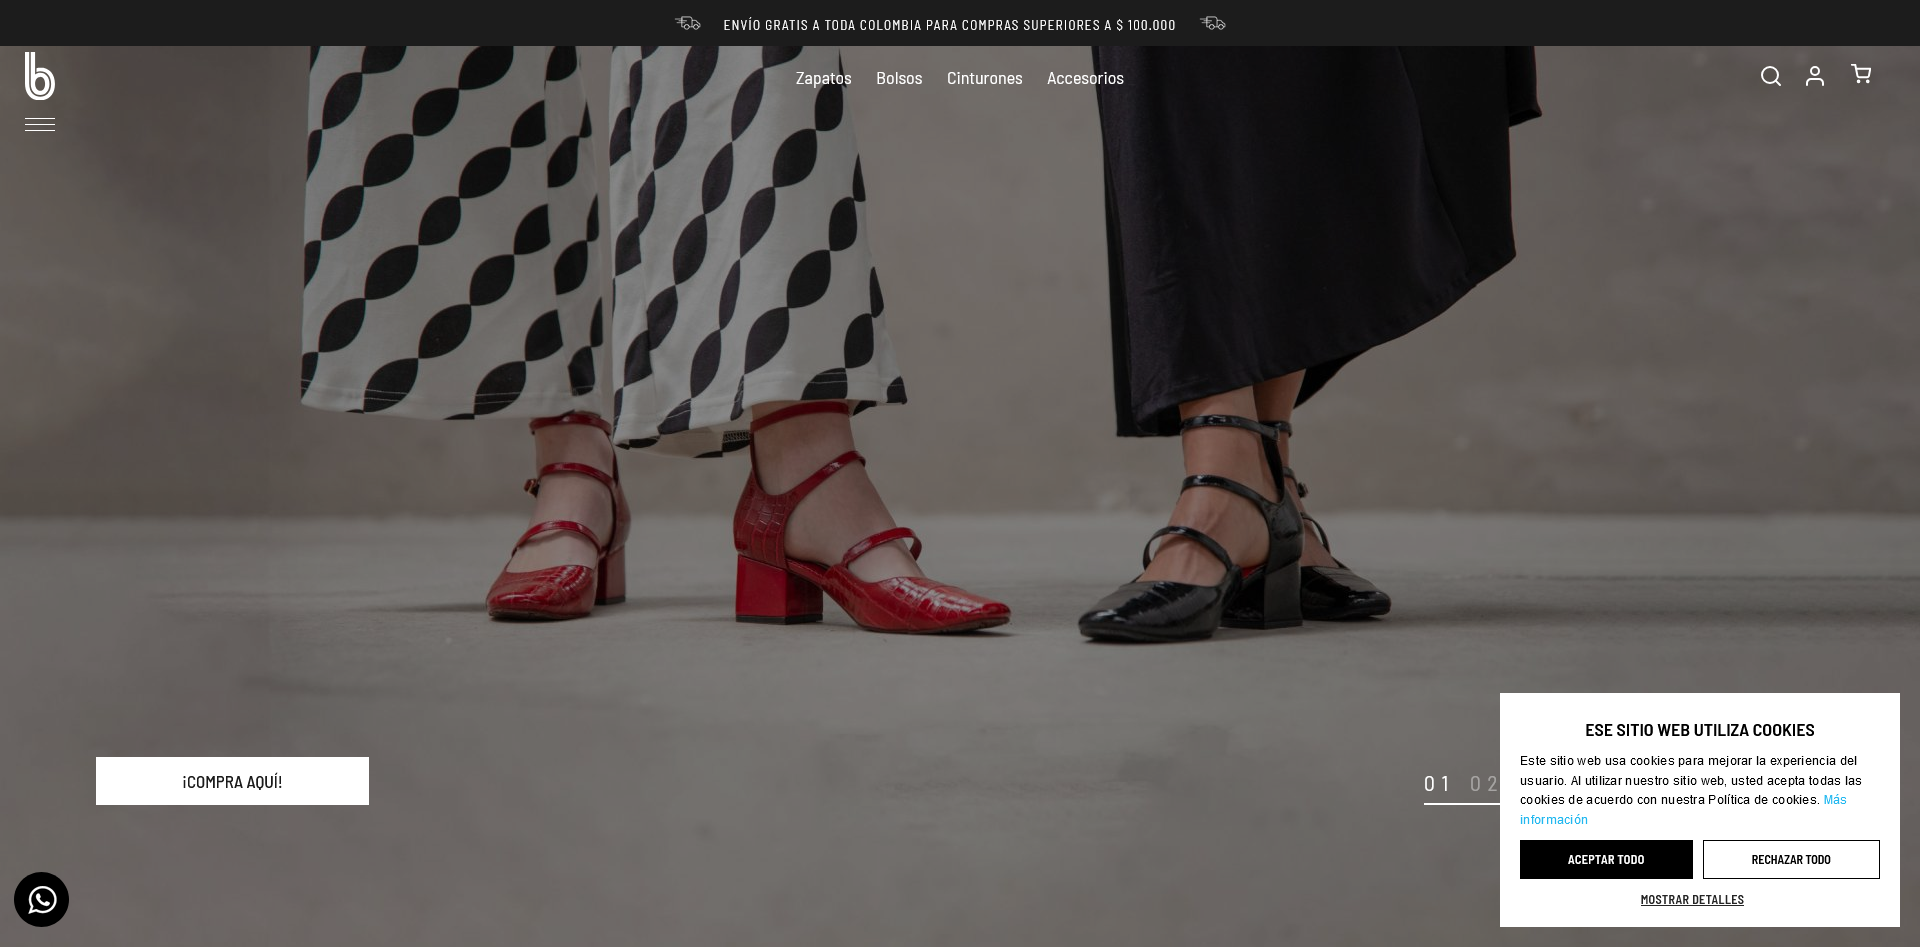 ENVÍO GRATIS A TODA COLOMBIA PARA COMPRAS SUPERIORES A $ 100.000
b
Zapatos Bolsos Cinturones Accesorios
¡COMPRA AQUÍ!
01 02
ESE SITIO WEB UTILIZA COOKIES
Este sitio web usa cookies para mejorar la experiencia del
usuario. Al utilizar nuestro sitio web, usted acepta todas las
cookies de acuerdo con nuestra Política de cookies. Más
información
ACEPTAR TODO RECHAZAR TODO
MOSTRAR DETALLES